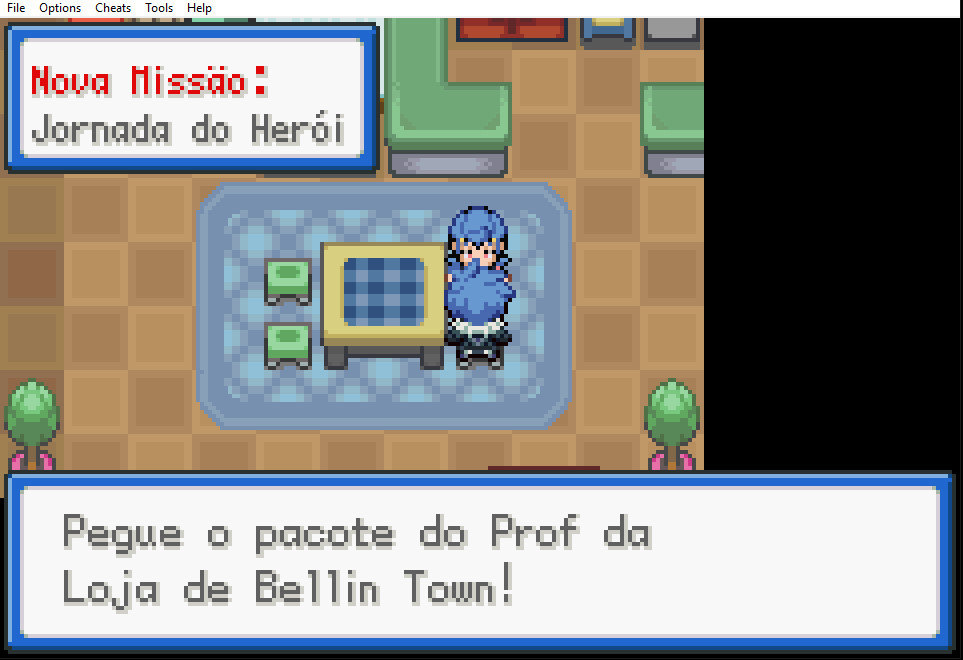 File Options Cheats Tools Help
Nova Missão:
Jornada do Herói
Pegue o pacote do Prof da
Loja de Bellin Town!